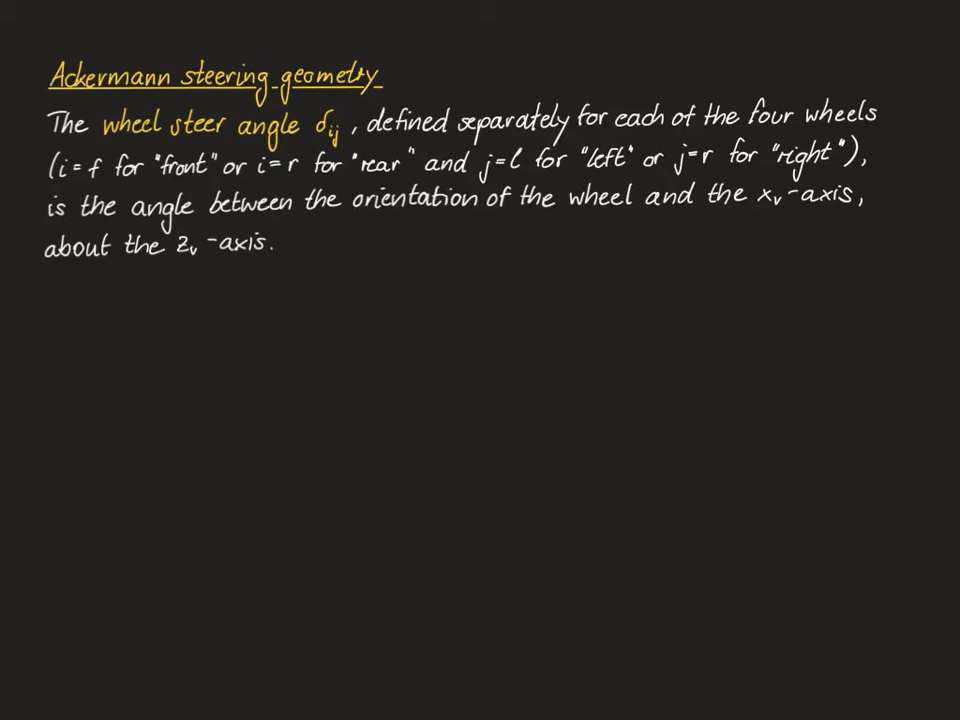 Ackermann steering geometry
The wheel steer angle δij, defined separately for each of the four wheels
(i=f for "front" or i=r for "rear" and j=l for "left" or j=r for "right"),
is the angle between the orientation of the wheel and the xv-axis,
about the zv-axis.